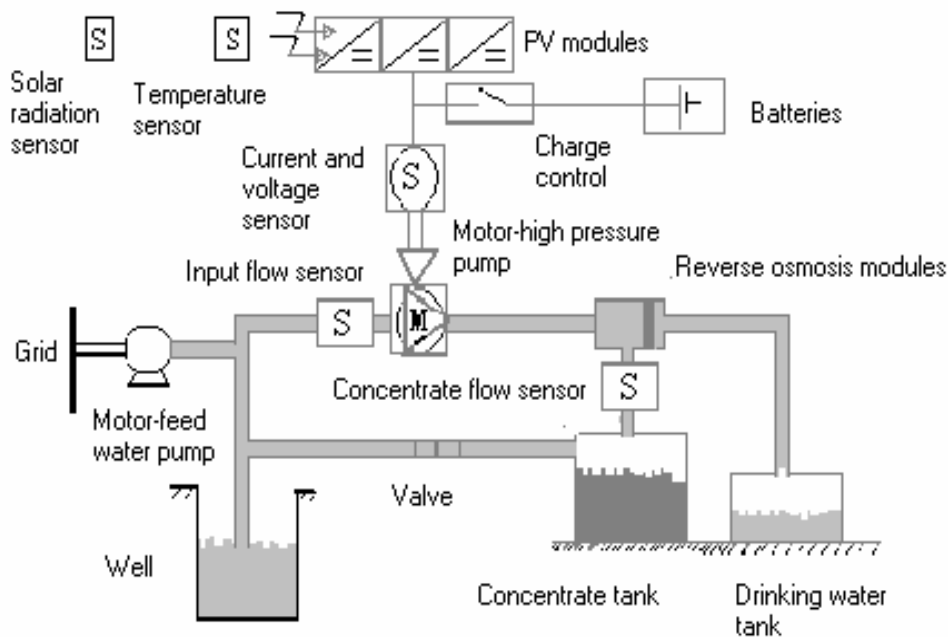 S
S
PV modules
Solar
radiation
sensor
Temperature
sensor
Batteries
Charge
control
Current and
voltage
sensor
S
Motor-high pressure
pump
Input flow sensor
Reverse osmosis modules
S
M
Grid
Concentrate flow sensor
S
Motor-feed
water pump
Valve
Well
Concentrate tank
Drinking water
tank